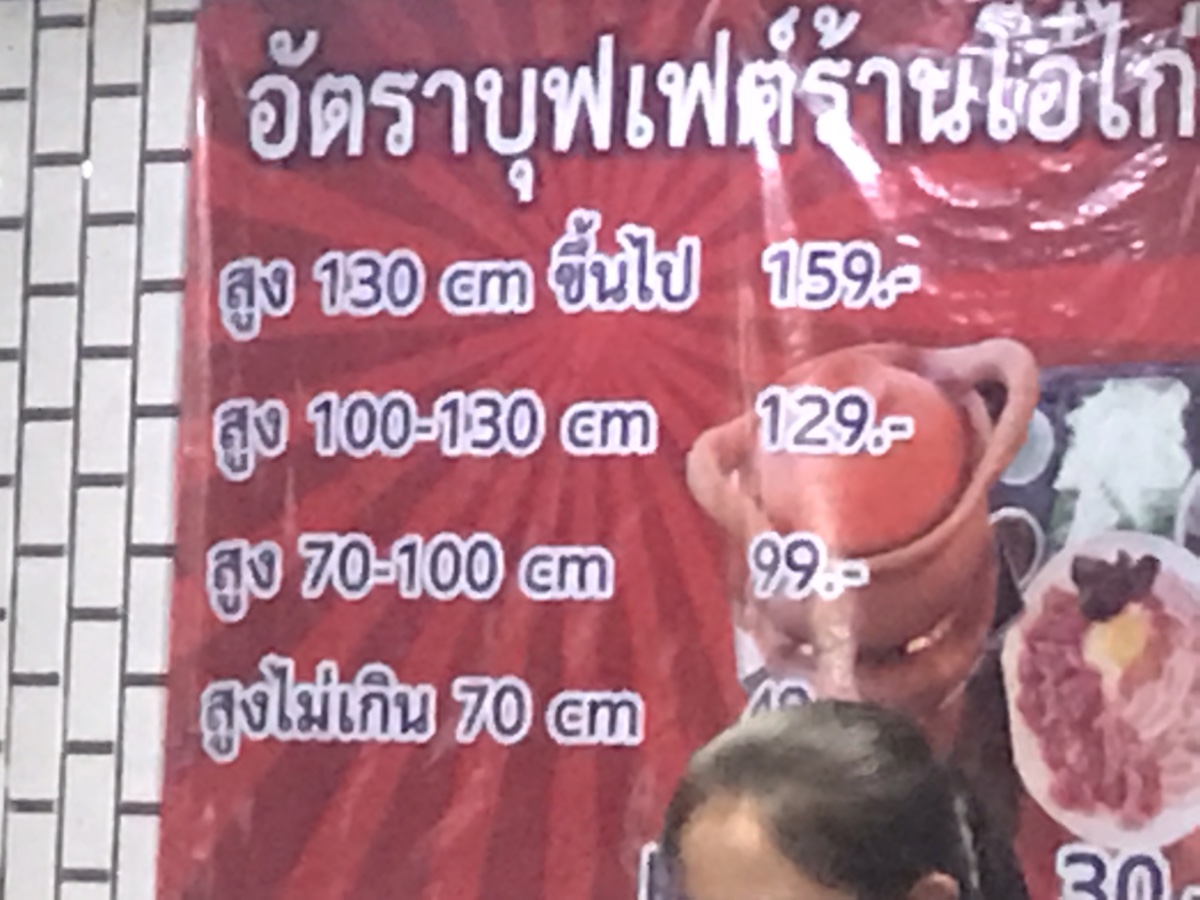 อัตราบุฟเฟต์ร้านโอ๋ไก่
สูง 130 cm ขึ้นไป 159.-
สูง 100-130 cm 129.-
สูง 70-100 cm 99.-
สูงไม่เกิน 70 cm
30.-